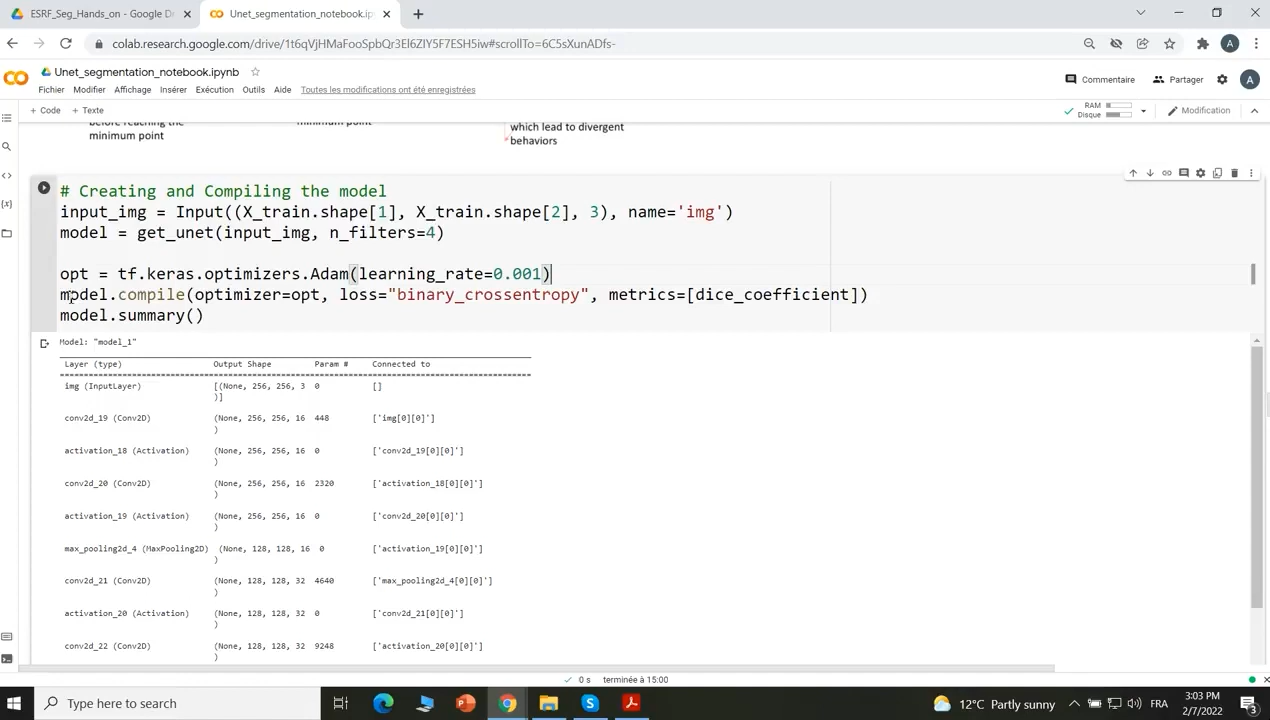 ESRF_Seg_Hands_on - Google D
Unet_segmentation_notebook.ipyn
colab.research.google.com/drive/1t6qVjHMaFooSpbQr3El6ZIY5F7ESH5iw#scrollTo=6C5sXunADfs-
A
CO
Unet_segmentation_notebook.ipynb
Commentaire
Partager
A
Fichier Modifier Affichage Insérer Exécution Outils Aide Toutes les modifications ont été enregistrées
+ Code + Texte
RAM
Disque
Modification
before reaching the
minimum point
minimum point
which lead to divergent
behaviors
# Creating and Compiling the model
input_img = Input((X_train.shape[1], X_train.shape[2], 3), name='img')
model = get_unet(input_img, n_filters=4)
opt = tf.keras.optimizers.Adam(learning_rate=0.001)
model.compile(optimizer=opt, loss="binary_crossentropy", metrics=[dice_coefficient])
model.summary()
Model: "model_1"
Layer (type) Output Shape Param # Connected to
img (InputLayer) [(None, 256, 256, 3 0 []
)]
conv2d_19 (Conv2D) (None, 256, 256, 16 448 ['img[0][0]']
)
activation_18 (Activation) (None, 256, 256, 16 0 ['conv2d_19[0][0]']
)
conv2d_20 (Conv2D) (None, 256, 256, 16 2320 ['activation_18[0][0]']
)
activation_19 (Activation) (None, 256, 256, 16 0 ['conv2d_20[0][0]']
)
max_pooling2d_4 (MaxPooling2D) (None, 128, 128, 16 0 ['activation_19[0][0]']
)
conv2d_21 (Conv2D) (None, 128, 128, 32 4640 ['max_pooling2d_4[0][0]']
)
activation_20 (Activation) (None, 128, 128, 32 0 ['conv2d_21[0][0]']
)
conv2d_22 (Conv2D) (None, 128, 128, 32 9248 ['activation_20[0][0]']
)
0 s terminée à 15:00
Type here to search
12°C Partly sunny
FRA
3:03 PM
2/7/2022
3